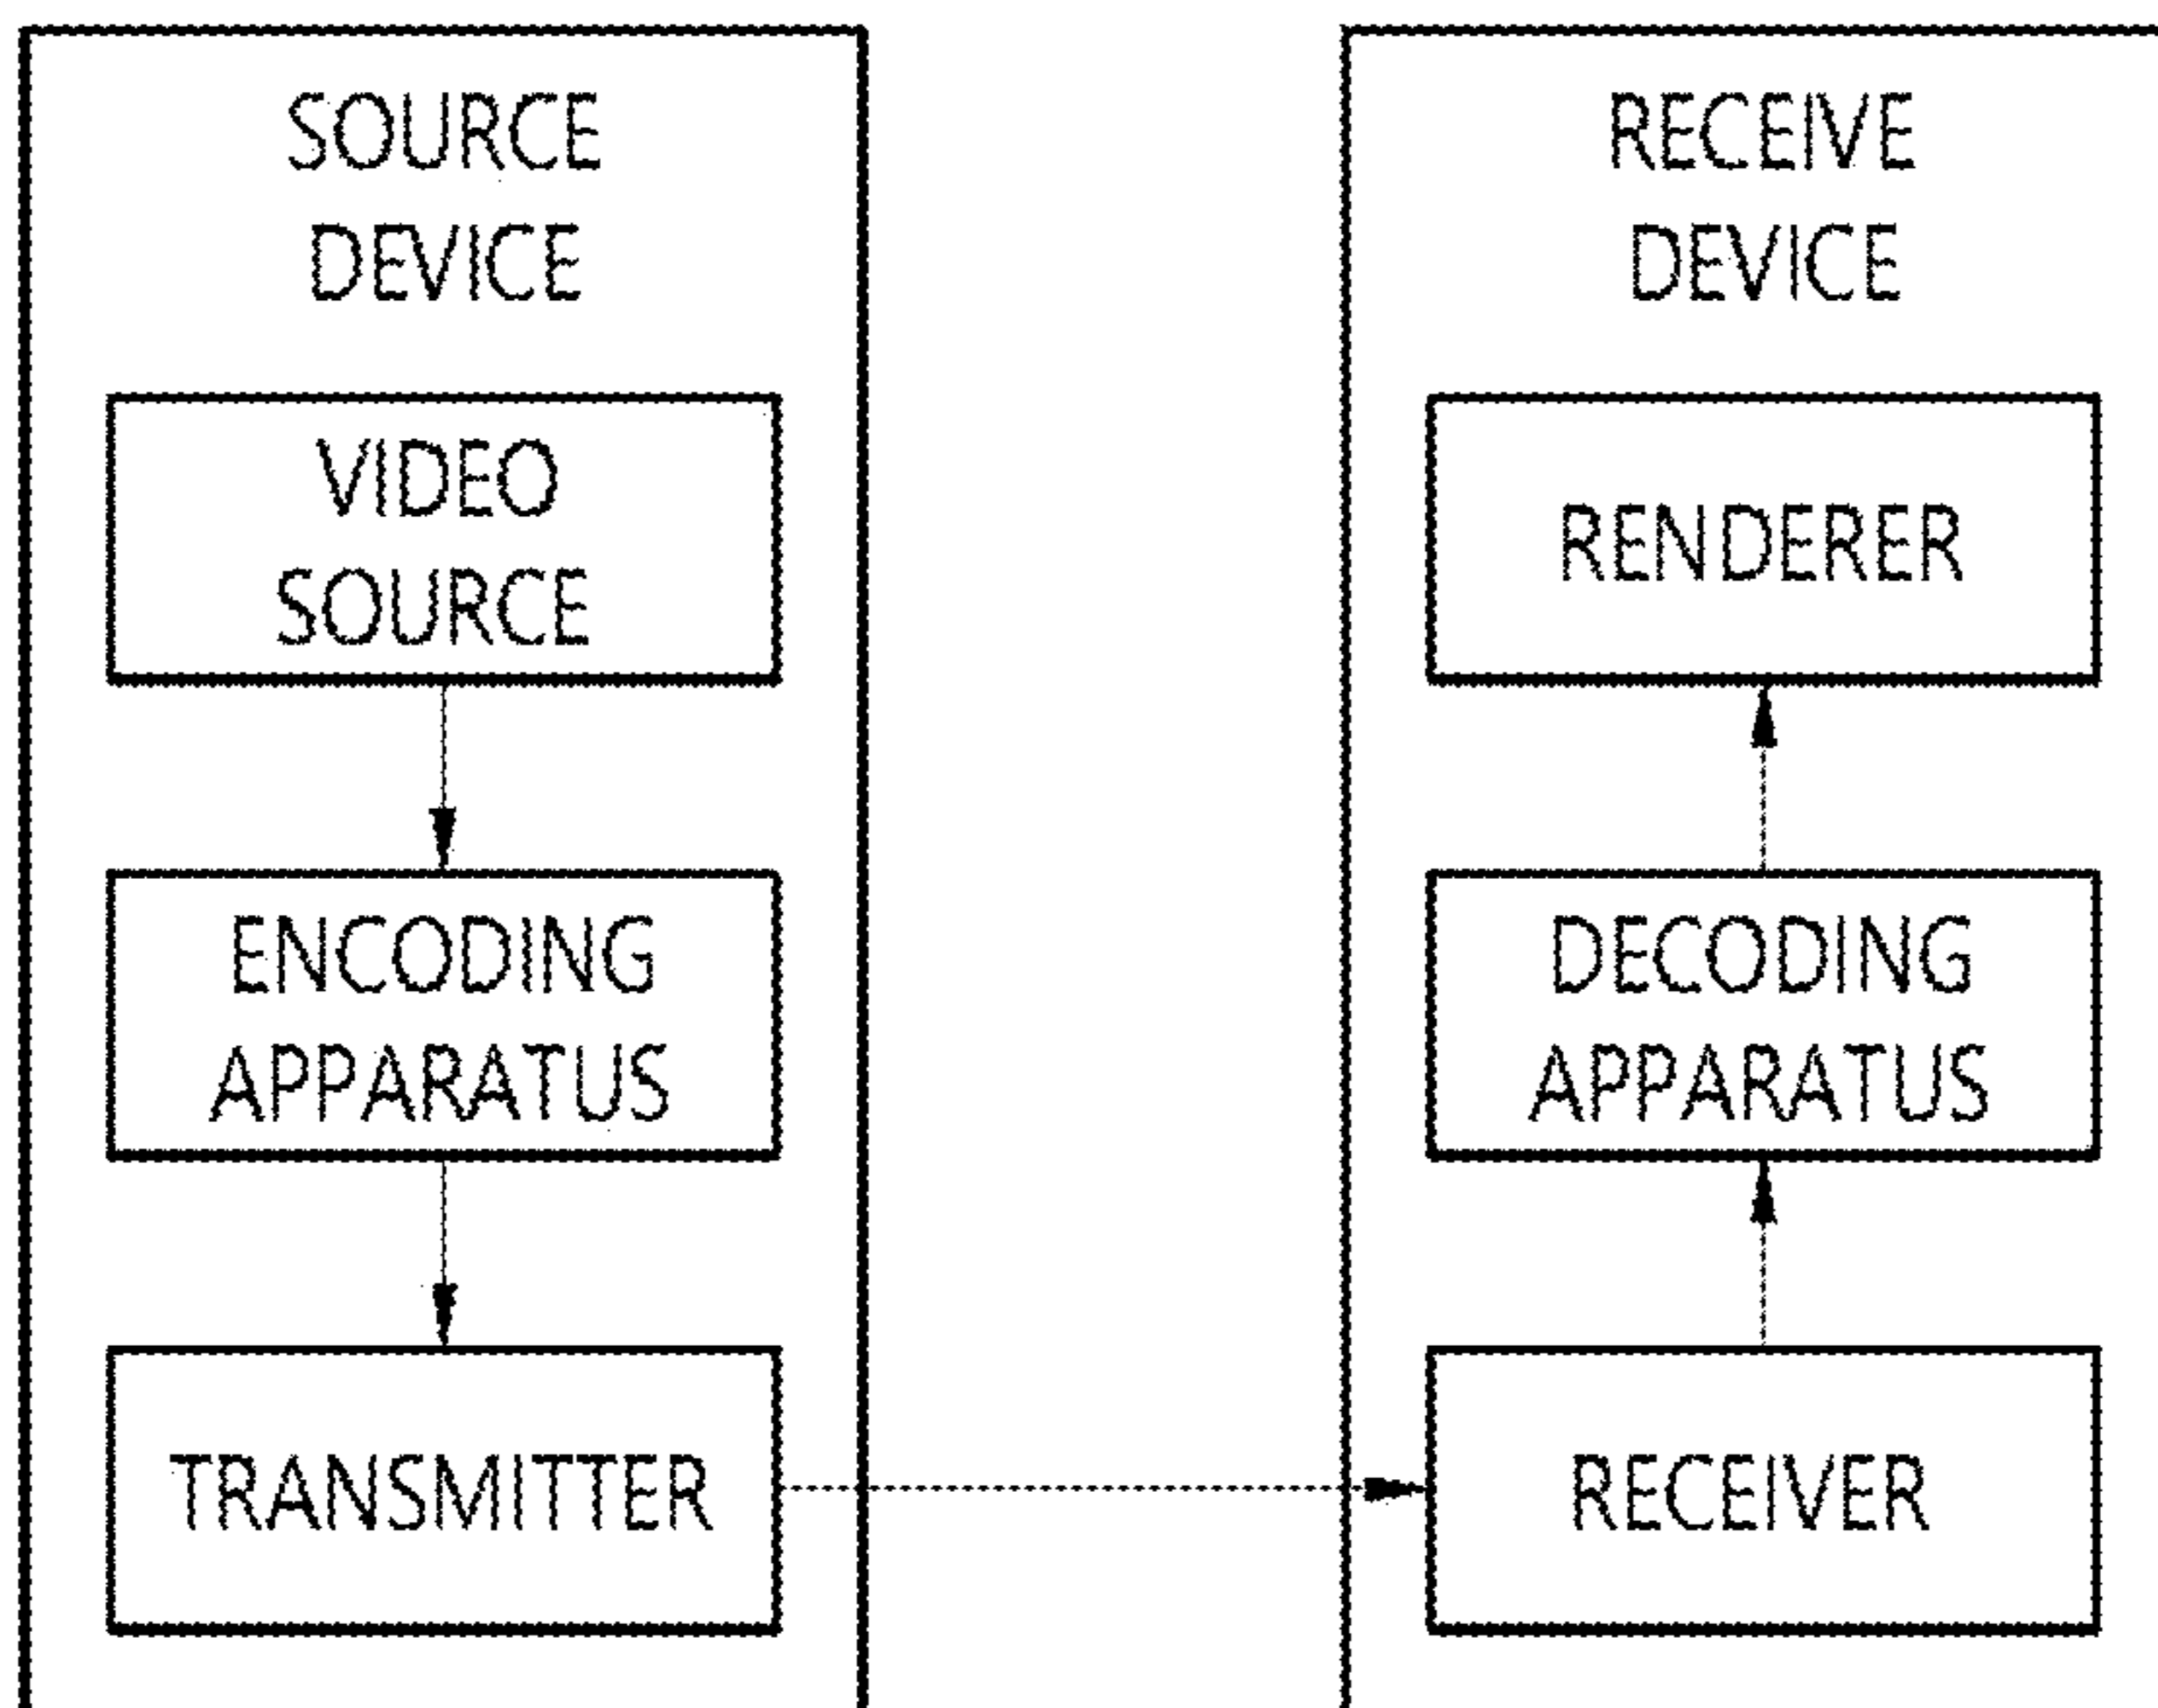 SOURCE
DEVICE
VIDEO
SOURCE
ENCODING
APPARATUS
TRANSMITTER
RECEIVE
DEVICE
RENDERER
DECODING
APPARATUS
RECEIVER